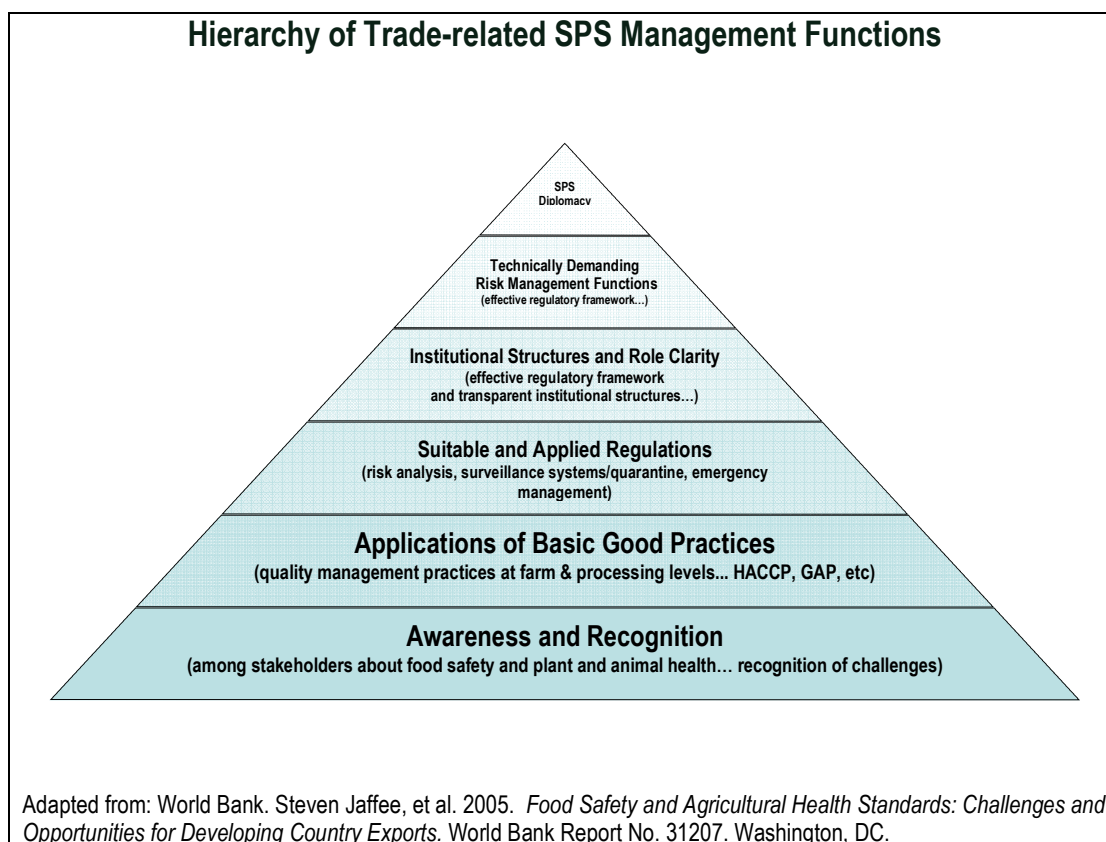 Hierarchy of Trade-related SPS Management Functions
SPS
Diplomacy
Technically Demanding
Risk Management Functions
(effective regulatory framework…)
Institutional Structures and Role Clarity
(effective regulatory framework
and transparent institutional structures…)
Suitable and Applied Regulations
(risk analysis, surveillance systems/quarantine, emergency
management)
Applications of Basic Good Practices
(quality management practices at farm & processing levels... HACCP, GAP, etc)
Awareness and Recognition
(among stakeholders about food safety and plant and animal health… recognition of challenges)
Adapted from: World Bank. Steven Jaffee, et al. 2005. Food Safety and Agricultural Health Standards: Challenges and
Opportunities for Developing Country Exports. World Bank Report No. 31207. Washington, DC.